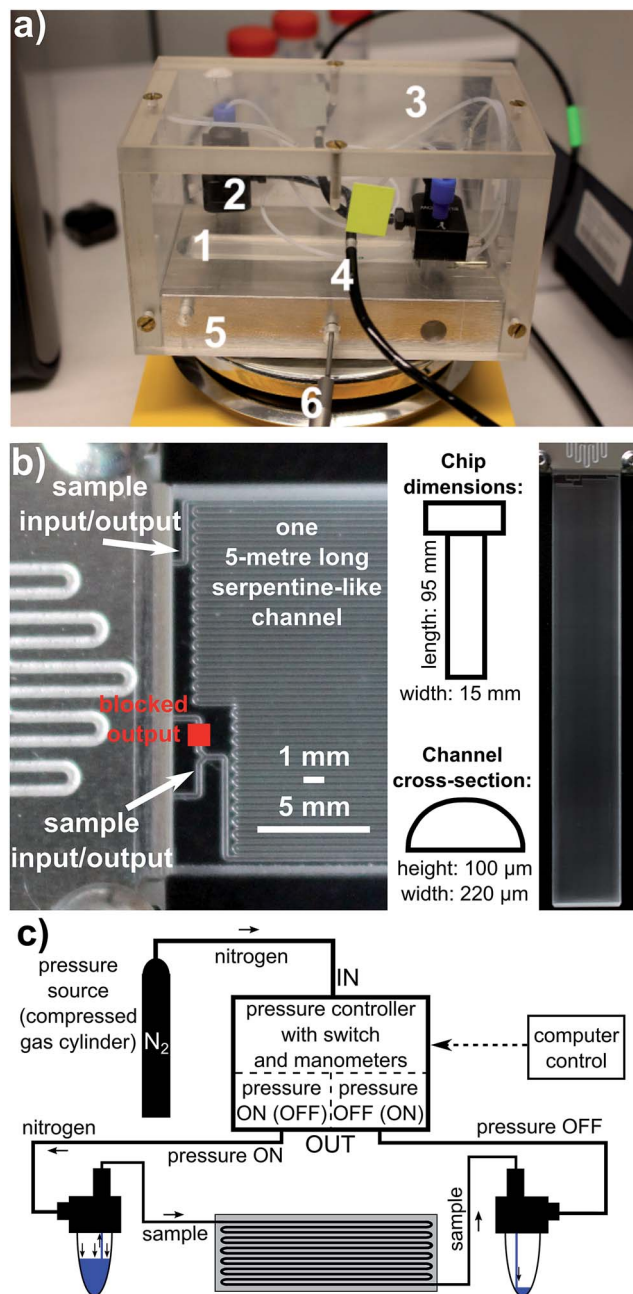 a)
3
2
1
4
5
6
b)
sample
input/output
one
5-metre long
serpentine-like
channel
blocked
output
1 mm
5 mm
sample
input/output
Chip
dimensions:
length: 95 mm
width: 15 mm
Channel
cross-section:
height: 100 µm
width: 220 µm
c)
nitrogen
IN
pressure
source
(compressed
gas cylinder)
N2
pressure controller
with switch
and manometers
computer
control
pressure
ON (OFF)
pressure
OFF (ON)
OUT
nitrogen
pressure ON
pressure OFF
sample
sample